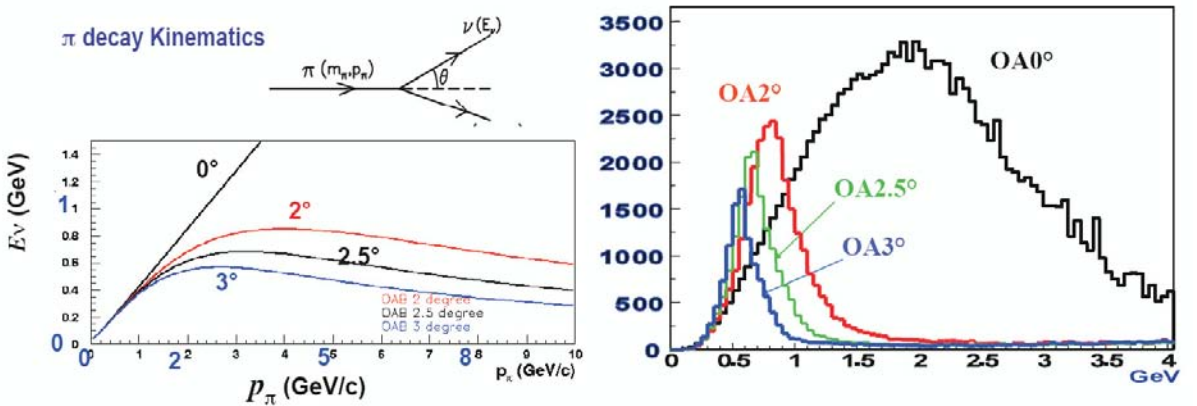 π decay Kinematics
ν(Eν)
π(mπ,pπ)
θ
Eν (GeV)
1
0
1.4
1.2
1
0.8
0.6
0.4
0.2
0
0°
2°
2.5°
3°
OAB 2 degree
OAB 2.5 degree
OAB 3 degree
0 1 2 3 4 5 6 7 8 9 10
0 2 5 8
pπ (GeV/c)
pπ (GeV/c)
3500
3000
2500
2000
1500
1000
500
0
OA0°
OA2°
OA2.5°
OA3°
0 0.5 1 1.5 2 2.5 3 3.5 4
GeV